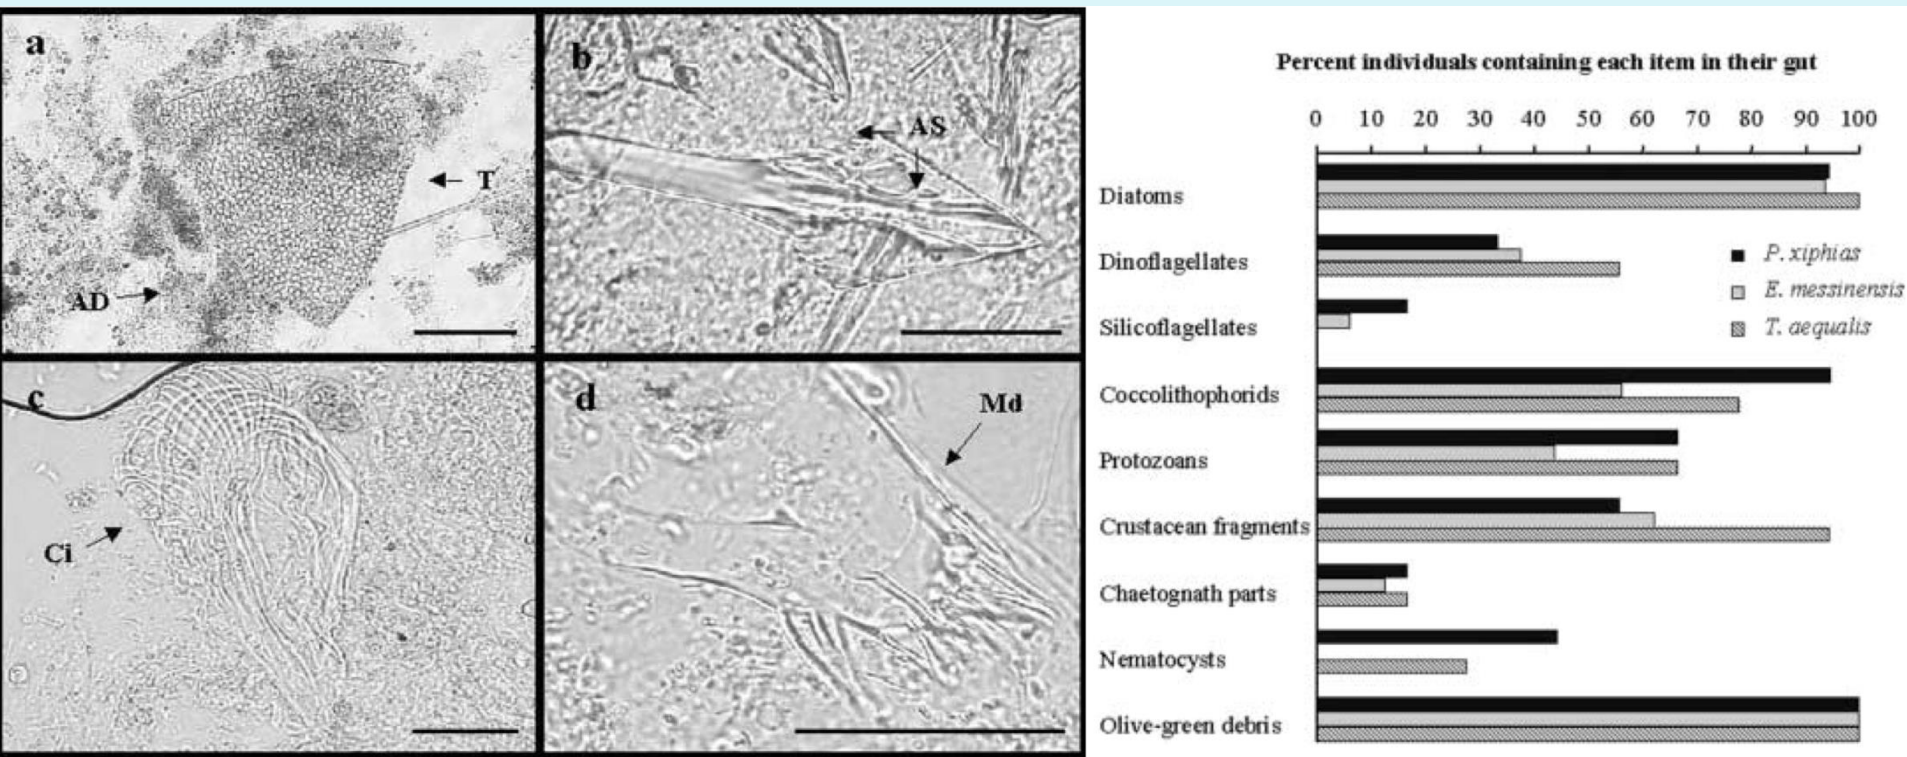 a
T
AD
b
AS
c
Ci
d
Md
Percent individuals containing each item in their gut
0 10 20 30 40 50 60 70 80 90 100
Diatoms
Dinoflagellates
Silicoflagellates
Coccolithophorids
Protozoans
Crustacean fragments
Chaetognath parts
Nematocysts
Olive-green debris
P. xiphias
E. messinensis
T. aequalis